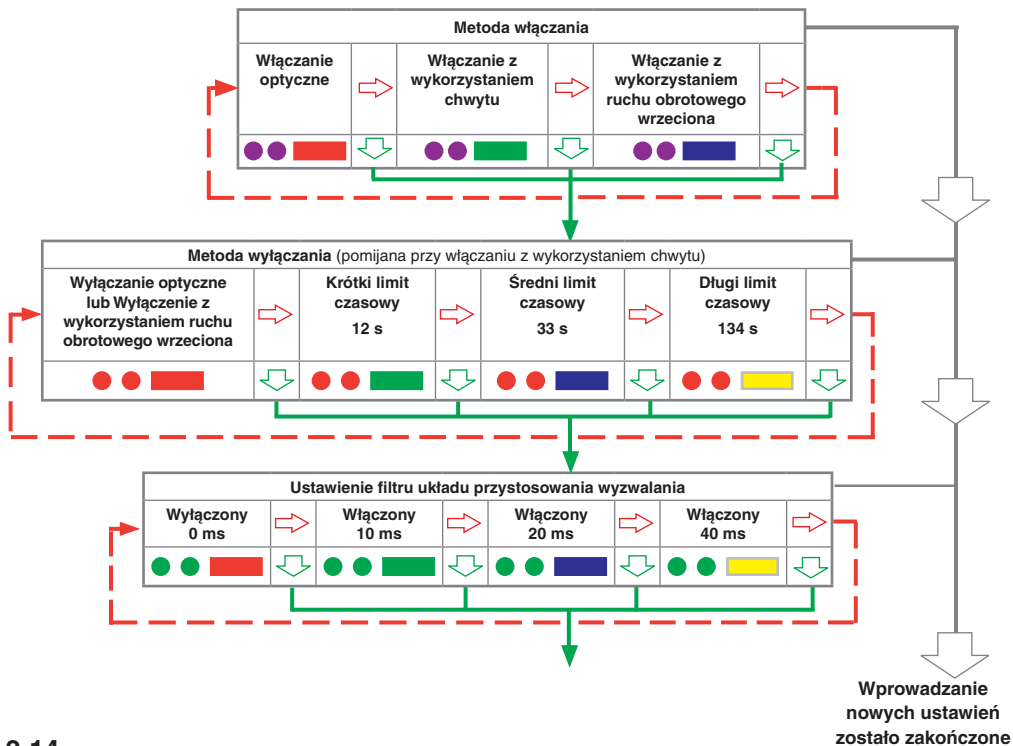 Metoda włączania
Włączanie
optyczne
Włączanie z
wykorzystaniem
chwytu
Włączanie z
wykorzystaniem
ruchu obrotowego
wrzeciona
Metoda wyłączania (pomijana przy włączaniu z wykorzystaniem chwytu)
Wyłączanie optyczne
lub Wyłączenie z
wykorzystaniem ruchu
obrotowego wrzeciona
Krótki limit
czasowy
12 s
Średni limit
czasowy
33 s
Długi limit
czasowy
134 s
Ustawienie filtru układu przystosowania wyzwalania
Wyłączony
0 ms
Włączony
10 ms
Włączony
20 ms
Włączony
40 ms
Wprowadzanie
nowych ustawień
zostało zakończone